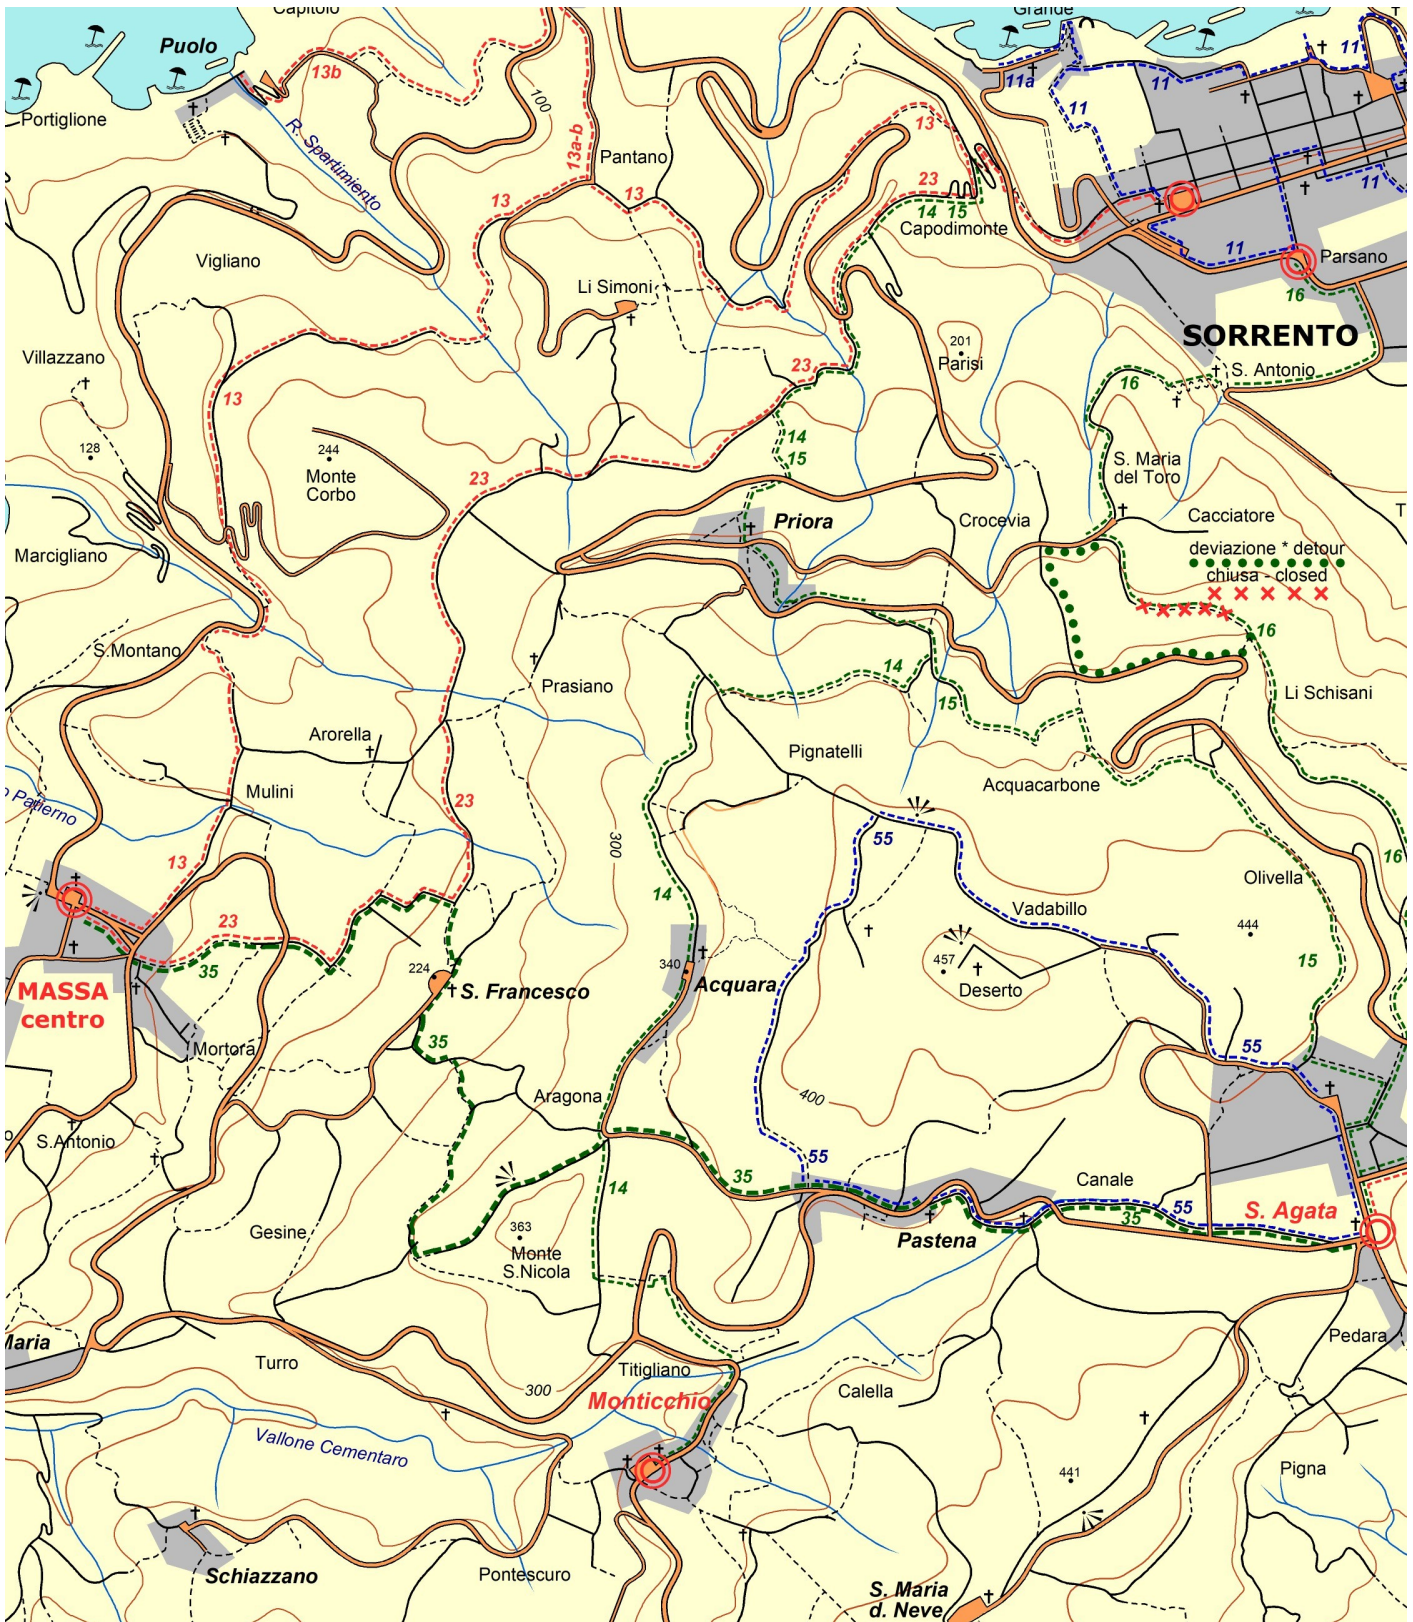 Capitolo
Grande
Puolo
13b
11
11
11a
11
Portiglione
100
R. Spartimiento
13a-b
Pantano
13
11
23
13
13
14 15
Capodimonte
11
11
Parsano
Vigliano
Li Simoni
16
SORRENTO
201
Parisi
Villazzano
23
S. Antonio
16
13
14
15
128
244
Monte
Corbo
S. Maria
del Toro
23
Priora
Crocevia
Cacciatore
Marcigliano
deviazione * detour
chiusa - closed
16
S.Montano
Prasiano
14
15
Li Schisani
14
Arorella
Pignatelli
Acquacarbone
Mulini
23
300
55
13
14
Olivella
16
Vadabillo
444
23
35
15
340
457
Deserto
224
S. Francesco
Acquara
MASSA
centro
Mortora
35
55
Aragona
400
S.Antonio
55
35
14
Canale
S. Agata
55
35
Gesine
363
Monte
S.Nicola
Pastena
Pedara
Turro
Titigliano
300
Calella
Monticchio
Vallone Cementaro
441
Pigna
Schiazzano
Pontescuro
S. Maria
d. Neve